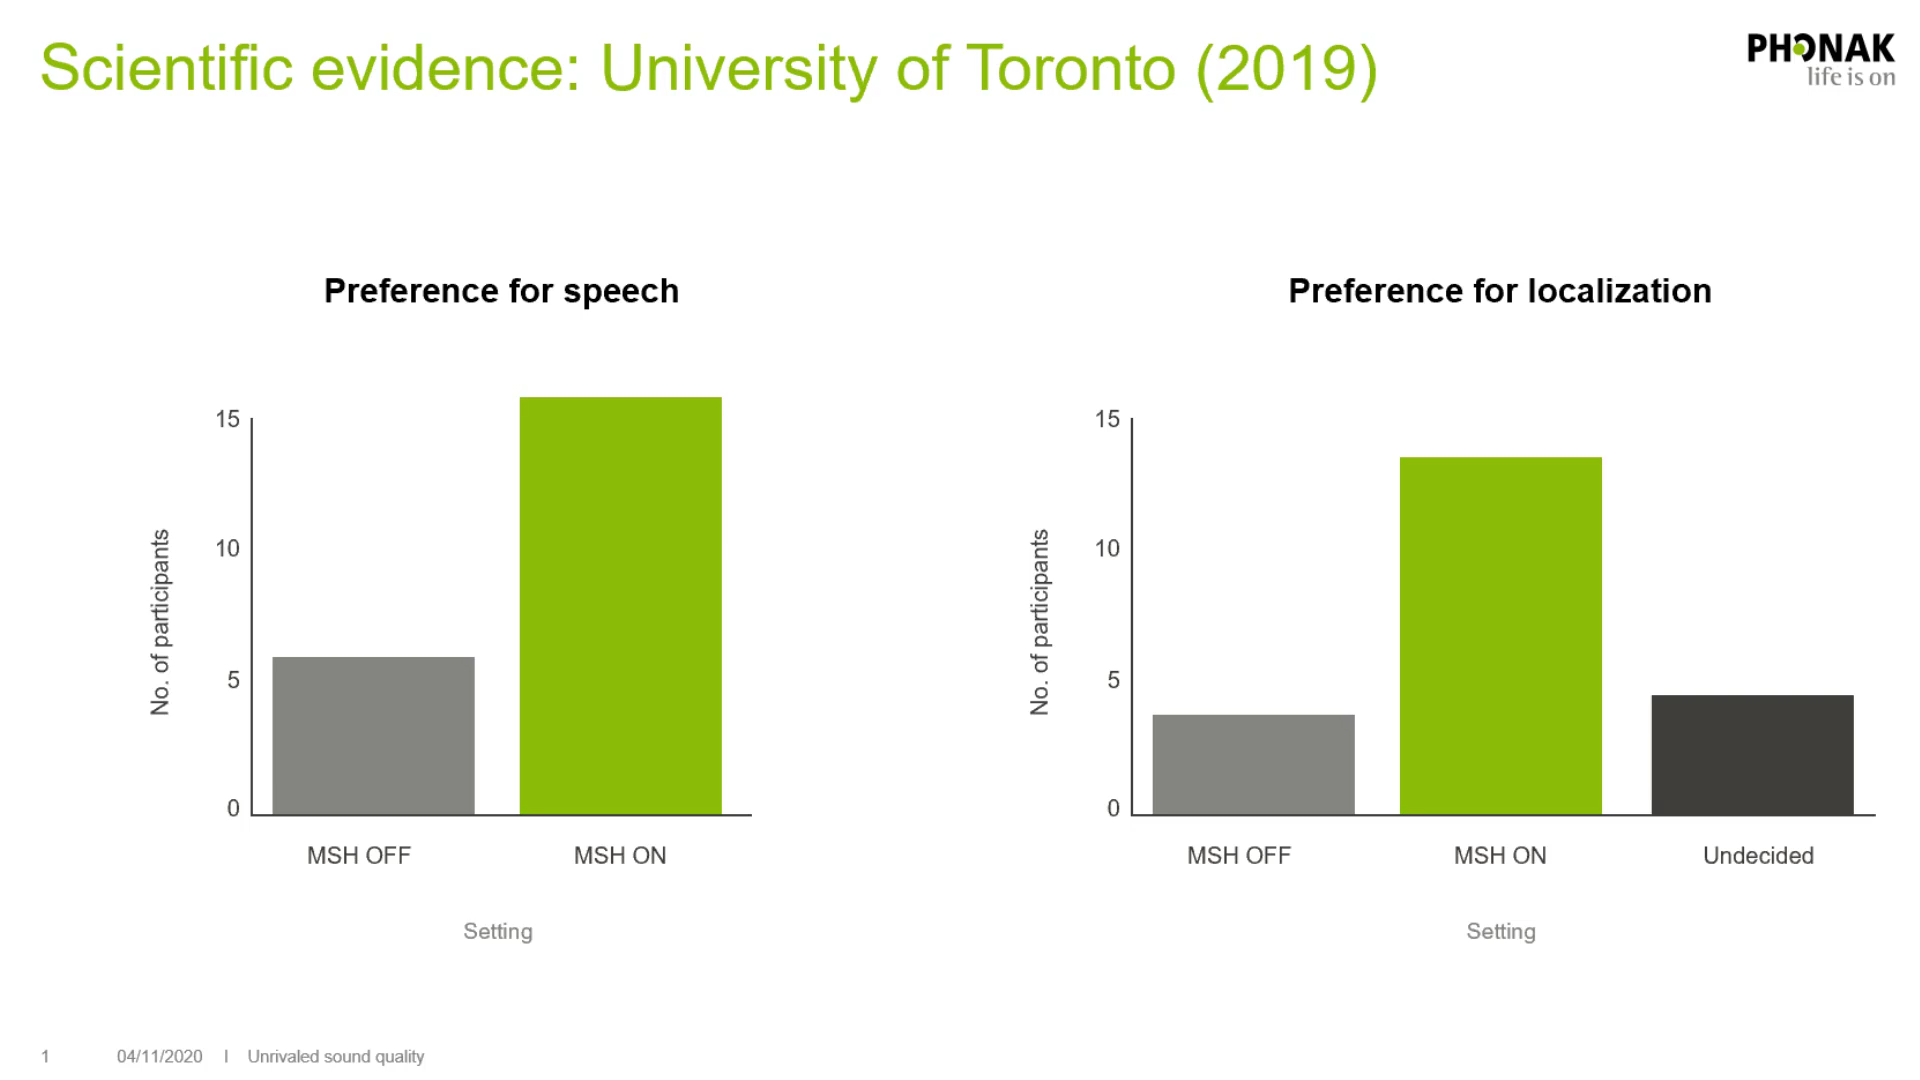 Scientific evidence: University of Toronto (2019)
PHONAK
life is on
Preference for speech
15
10
5
0
No. of participants
MSH OFF
MSH ON
Setting
Preference for localization
15
10
5
0
No. of participants
MSH OFF
MSH ON
Undecided
Setting
1 04/11/2020 I Unrivaled sound quality